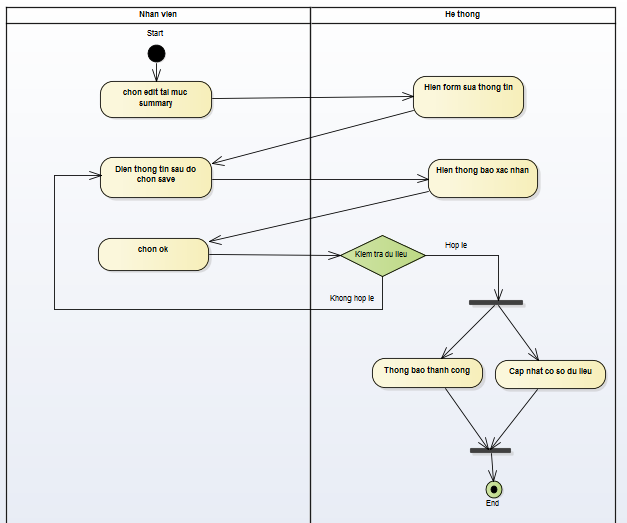 Nhan vien
He thong
Start
chon edit tai muc
summary
Hien form sua thong tin
Dien thong tin sau do
chon save
Hien thong bao xac nhan
chon ok
Kiem tra du lieu
Hop le
Khong hop le
Thong bao thanh cong
Cap nhat co so du lieu
End